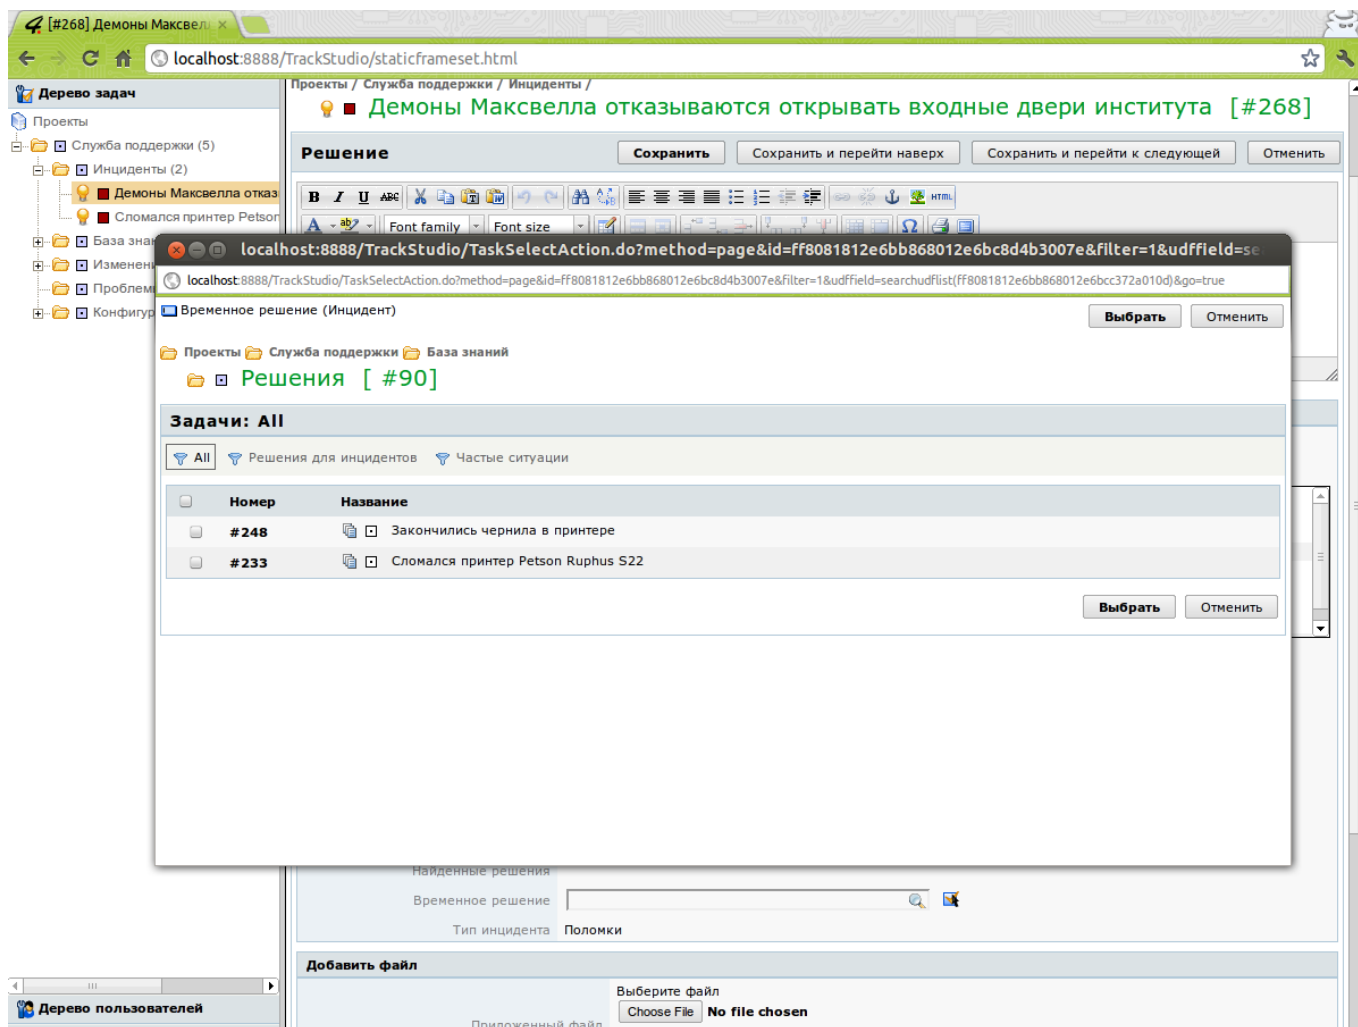 [#268] Демоны Максвелл
localhost:8888/TrackStudio/staticframeset.html
Дерево задач
Проекты
Служба поддержки (5)
Инциденты (2)
Демоны Максвелла отказ
Сломался принтер Petson
База зна
Изменени
Проблем
Конфигур
Проекты / Служба поддержки / Инциденты /
Демоны Максвелла отказываются открывать входные двери института [#268]
Решение
Сохранить
Сохранить и перейти наверх
Сохранить и перейти к следующей
Отменить
B I U ABC
HTML
A ab
Font family
Font size
Ω
localhost:8888/TrackStudio/TaskSelectAction.do?method=page&id=ff8081812e6bb868012e6bc8d4b3007e&filter=1&udffield=se
localhost:8888/TrackStudio/TaskSelectAction.do?method=page&id=ff8081812e6bb868012e6bc8d4b3007e&filter=1&udffield=searchudflist(ff8081812e6bb868012e6bcc372a010d)&go=true
Временное решение (Инцидент)
Выбрать
Отменить
Проекты Служба поддержки База знаний
Решения [ #90]
Задачи: All
All
Решения для инцидентов
Частые ситуации
Номер Название
#248 Закончились чернила в принтере
#233 Сломался принтер Petson Ruphus S22
Выбрать
Отменить
Найденные решения
Временное решение
Тип инцидента Поломки
Добавить файл
Выберите файл
Choose File No file chosen
Приложенный файл
Дерево пользователей